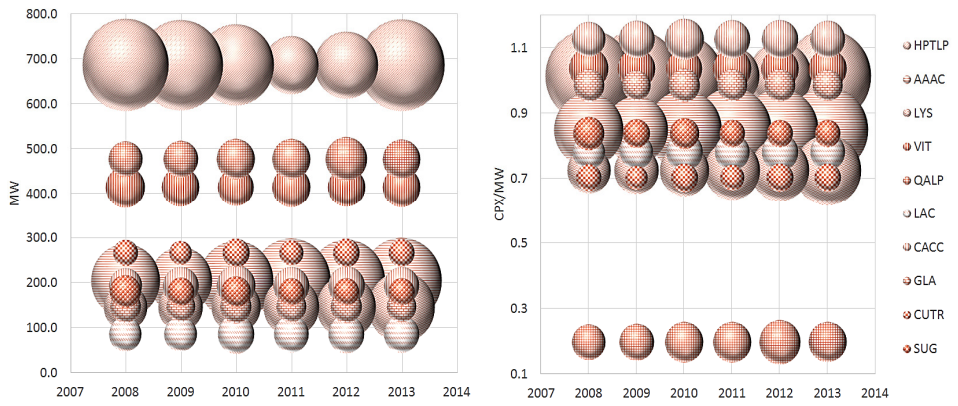 800.0
700.0
600.0
500.0
400.0
300.0
200.0
100.0
0.0
MW
2007 2008 2009 2010 2011 2012 2013 2014
1.1
0.9
0.7
0.5
0.3
0.1
CPX/MW
2007 2008 2009 2010 2011 2012 2013 2014
HPTLP
AAAC
LYS
VIT
QALP
LAC
CACC
GLA
CUTR
SUG